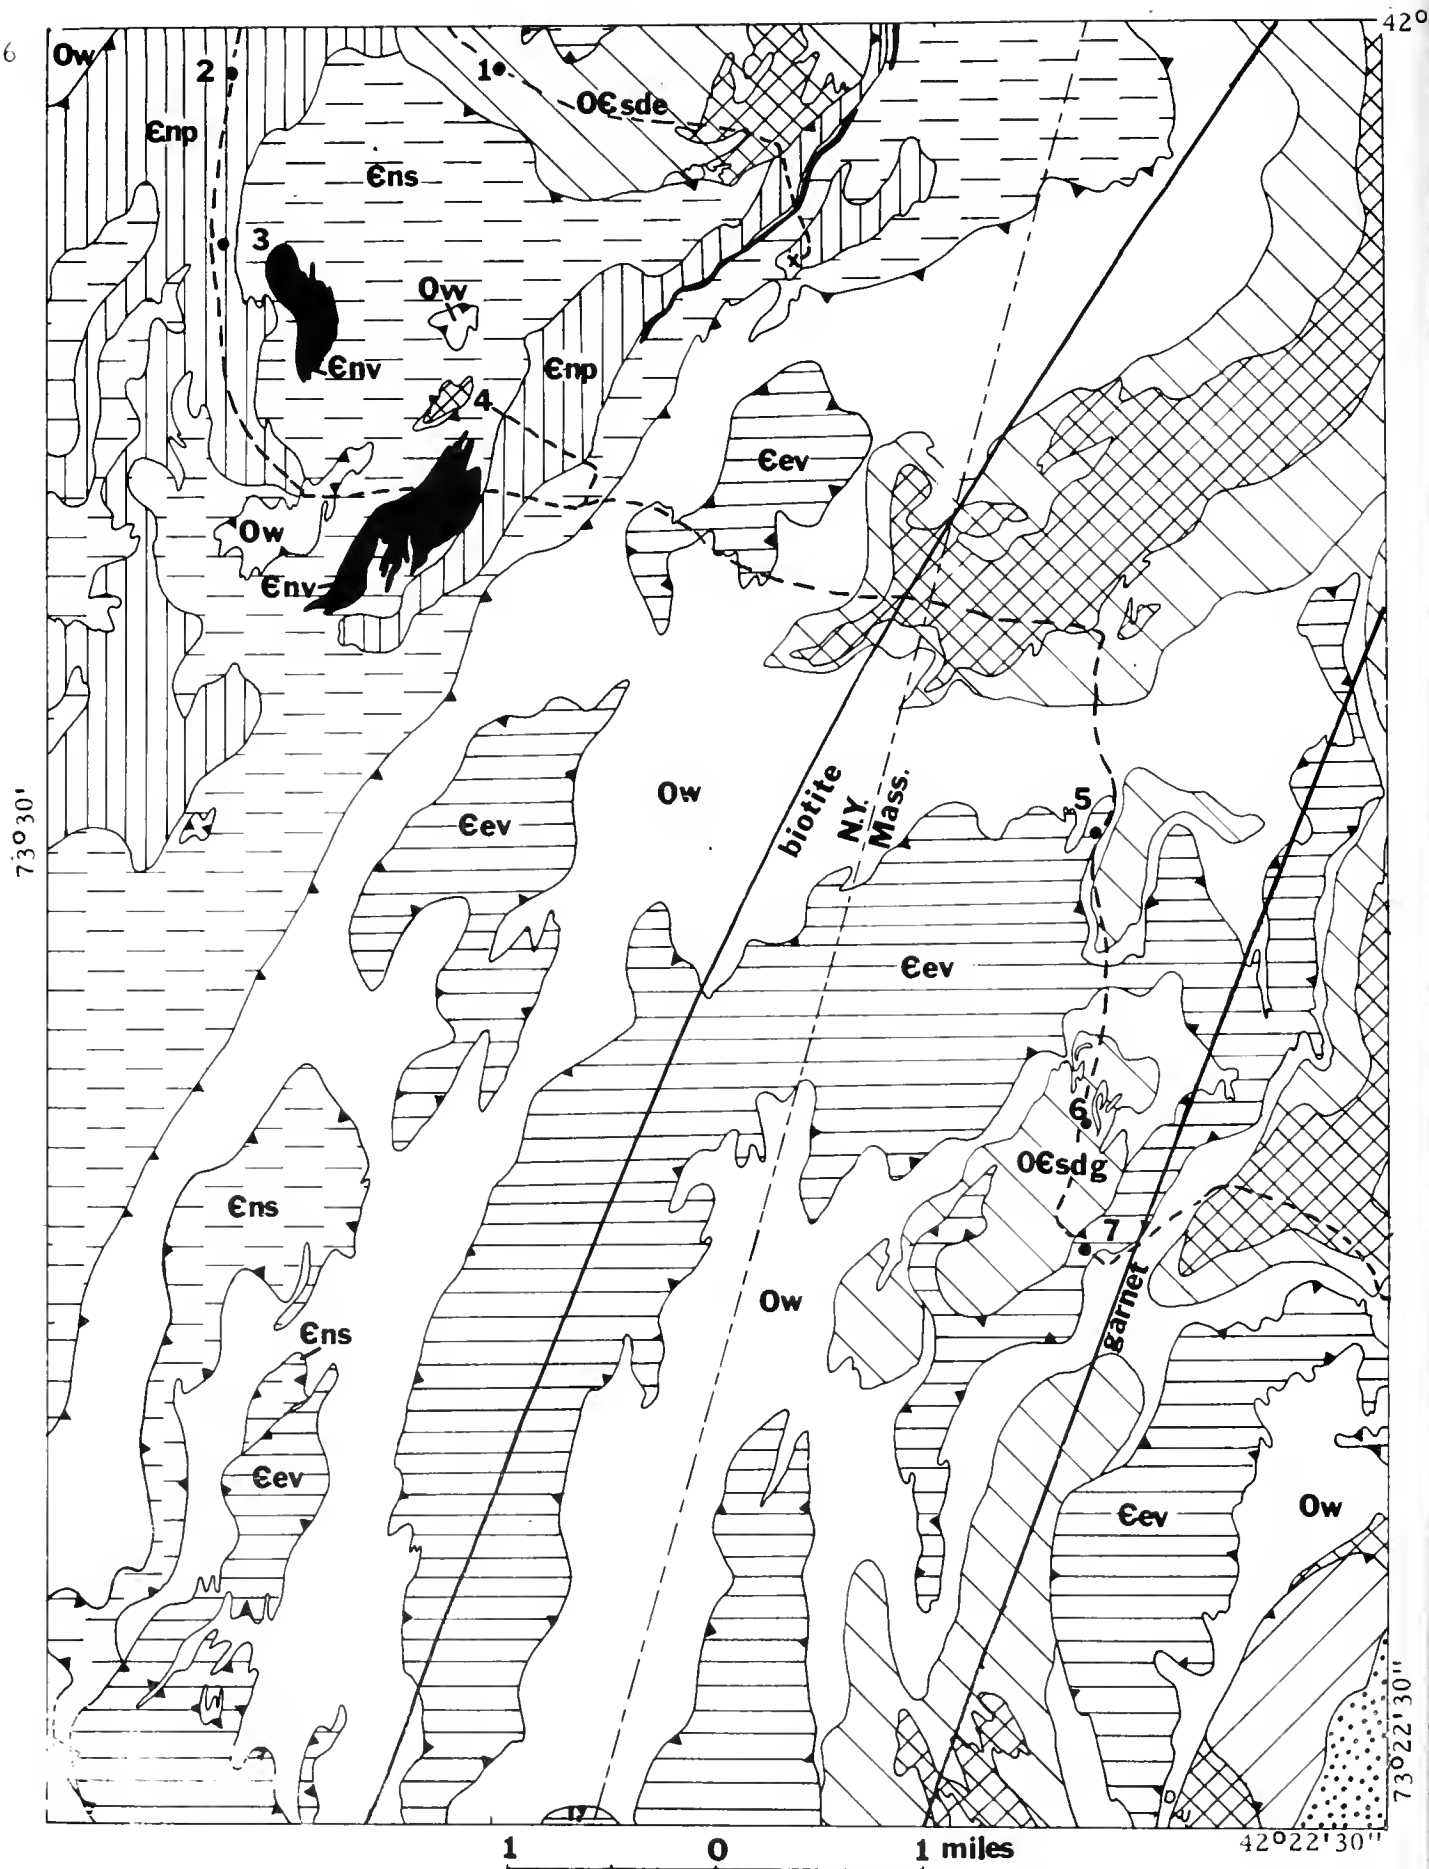 42°
6
Ow
2
1
OЄsde
Єnp
Єns
3
x
Ow
Єnv
Єnp
4
Єev
Ow
Єnv
73°30'
Ow
biotite
N.Y.
Mass.
5
Єev
Єev
6
OЄsdg
Єns
7
Ow
garnet
Єns
Єev
Єev
Ow
73°22'30"
D
U
1 0 1 miles
42°22'30"